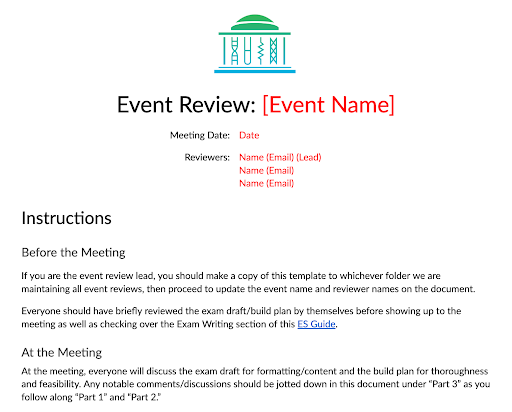 Event Review: [Event Name]
Meeting Date: Date
Reviewers: Name (Email) (Lead)
Name (Email)
Name (Email)
Instructions
Before the Meeting
If you are the event review lead, you should make a copy of this template to whichever folder we are
maintaining all event reviews, then proceed to update the event name and reviewer names on the document.
Everyone should have briefly reviewed the exam draft/build plan by themselves before showing up to the
meeting as well as checking over the Exam Writing section of this ES Guide.
At the Meeting
At the meeting, everyone will discuss the exam draft for formatting/content and the build plan for thoroughness
and feasibility. Any notable comments/discussions should be jotted down in this document under “Part 3” as you
follow along “Part 1” and “Part 2.”